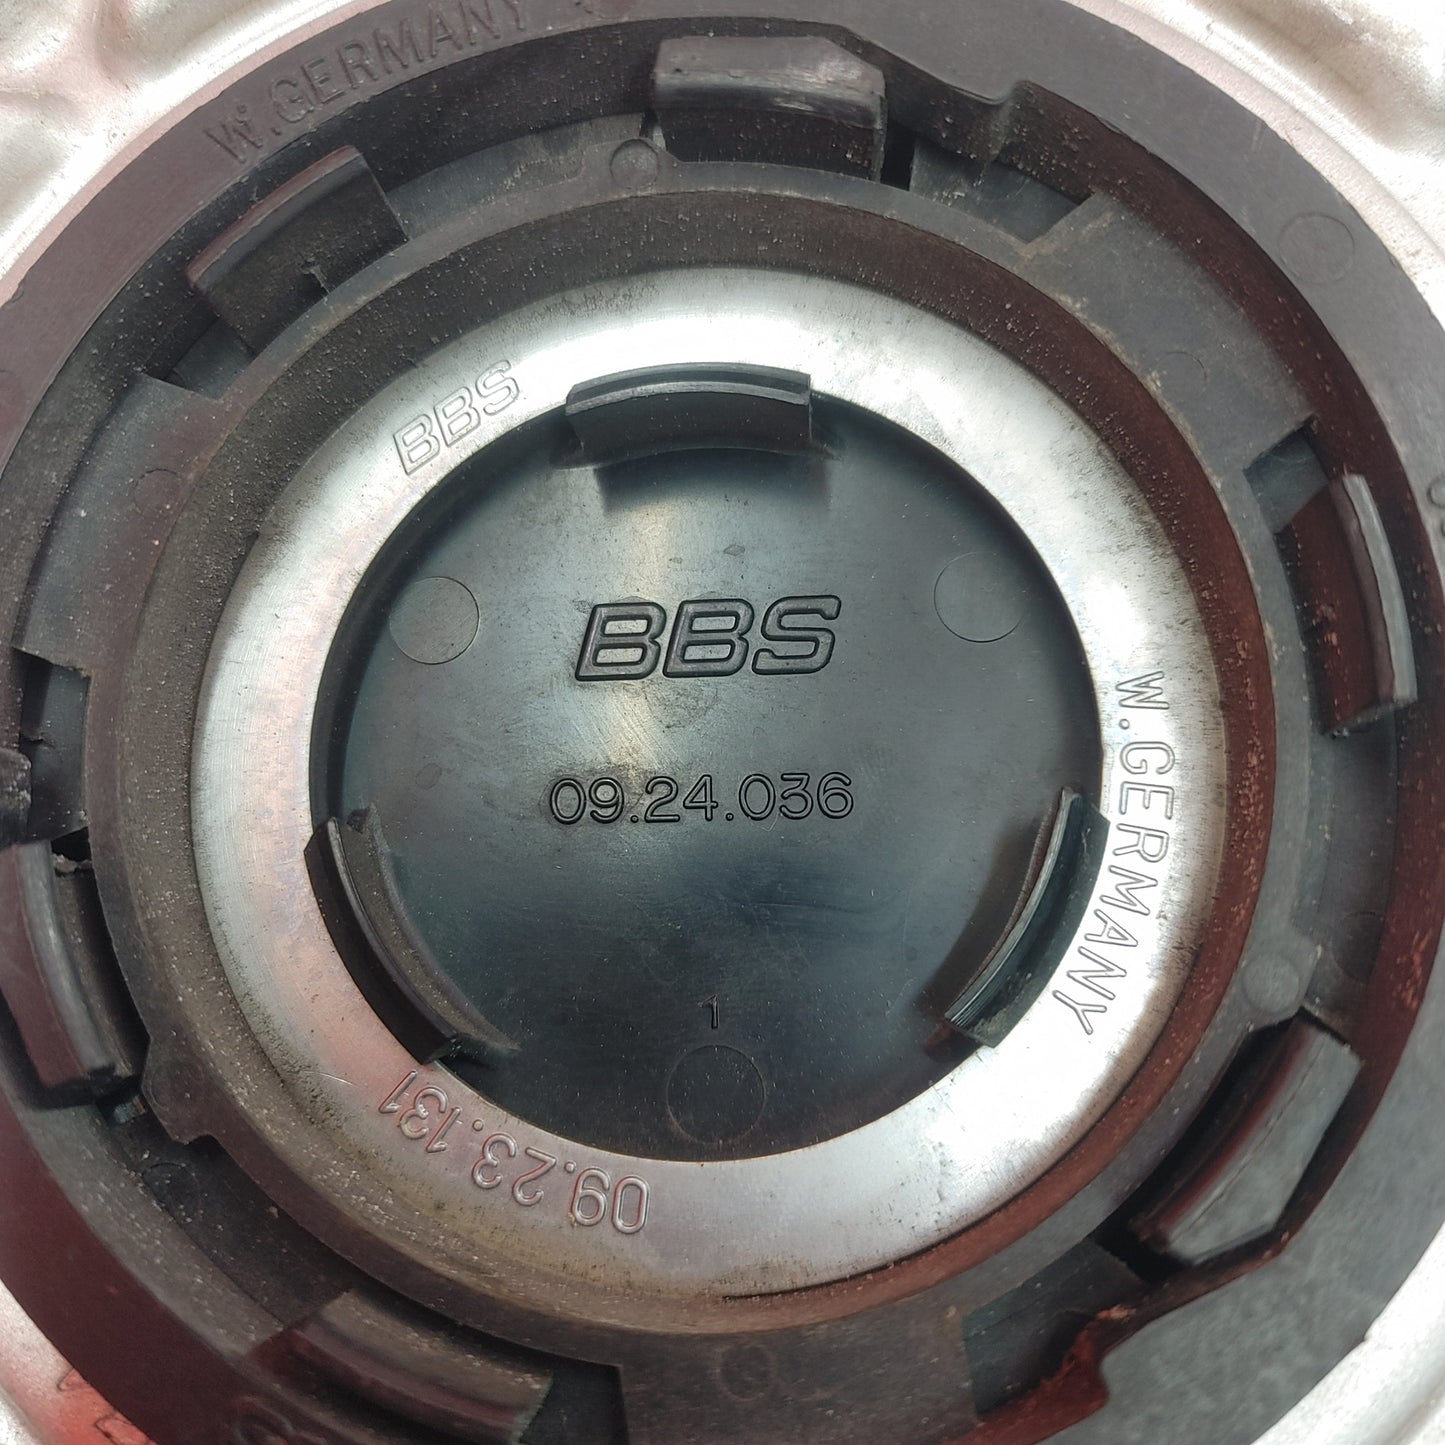 W. GERMANY
BBS
BBS
09.24.036
W. GERMANY
1
09.23.131